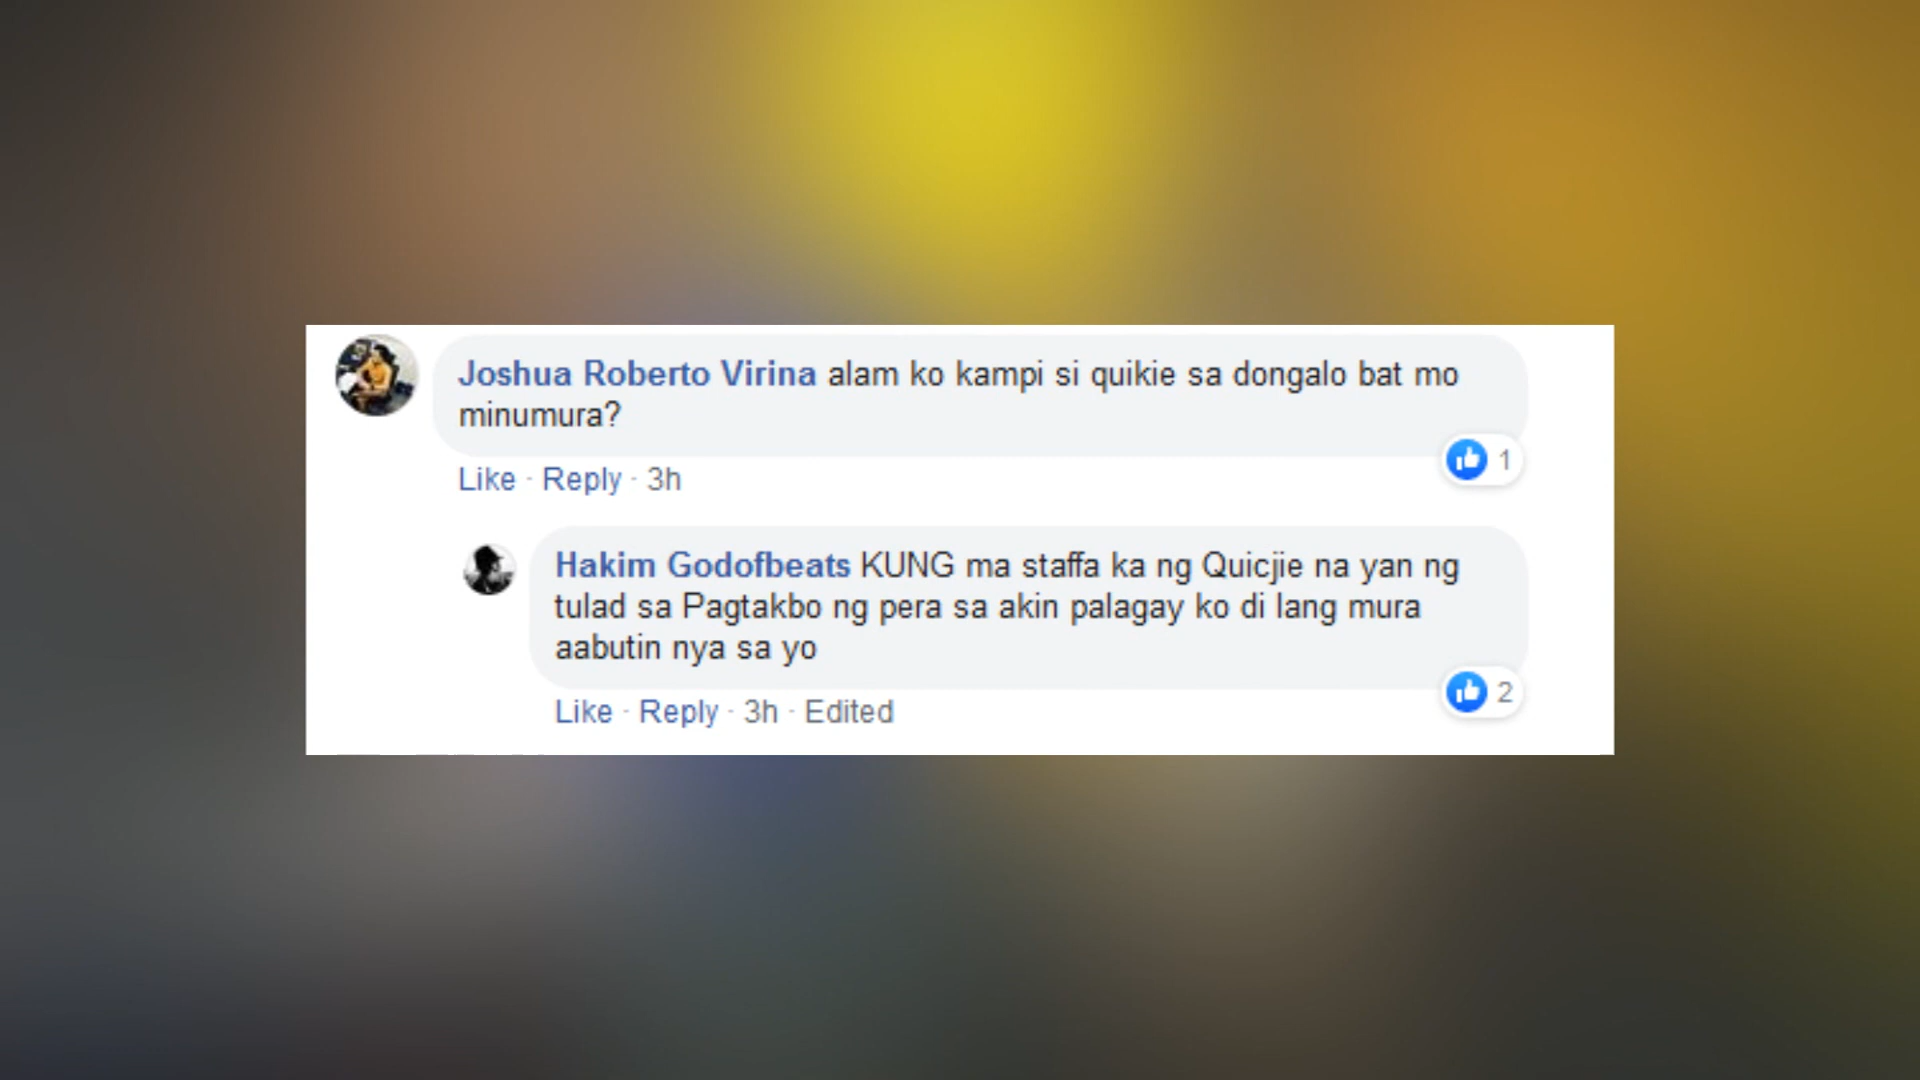 Joshua Roberto Virina alam ko kampi si quikie sa dongalo bat mo
minumura?
1
Like · Reply · 3h
Hakim Godofbeats KUNG ma staffa ka ng Quicjie na yan ng
tulad sa Pagtakbo ng pera sa akin palagay ko di lang mura
aabutin nya sa yo
2
Like · Reply · 3h · Edited